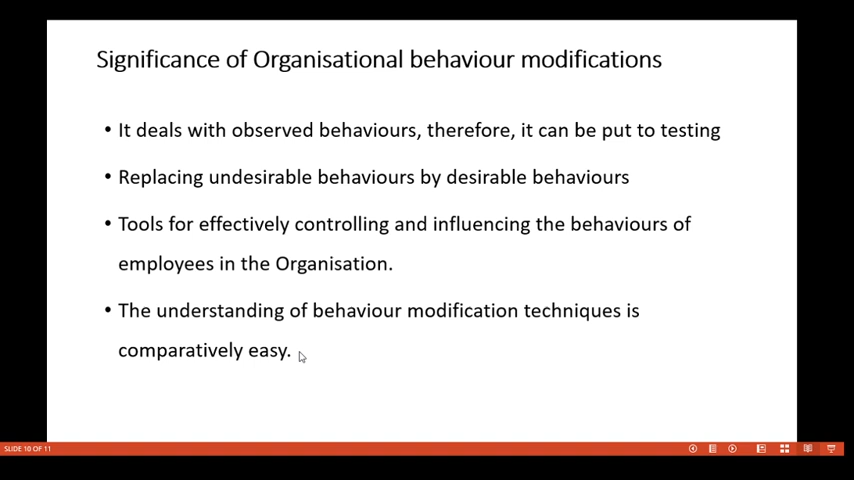 Significance of Organisational behaviour modifications
• It deals with observed behaviours, therefore, it can be put to testing
• Replacing undesirable behaviours by desirable behaviours
• Tools for effectively controlling and influencing the behaviours of
employees in the Organisation.
• The understanding of behaviour modification techniques is
comparatively easy.
SLIDE 10 OF 11